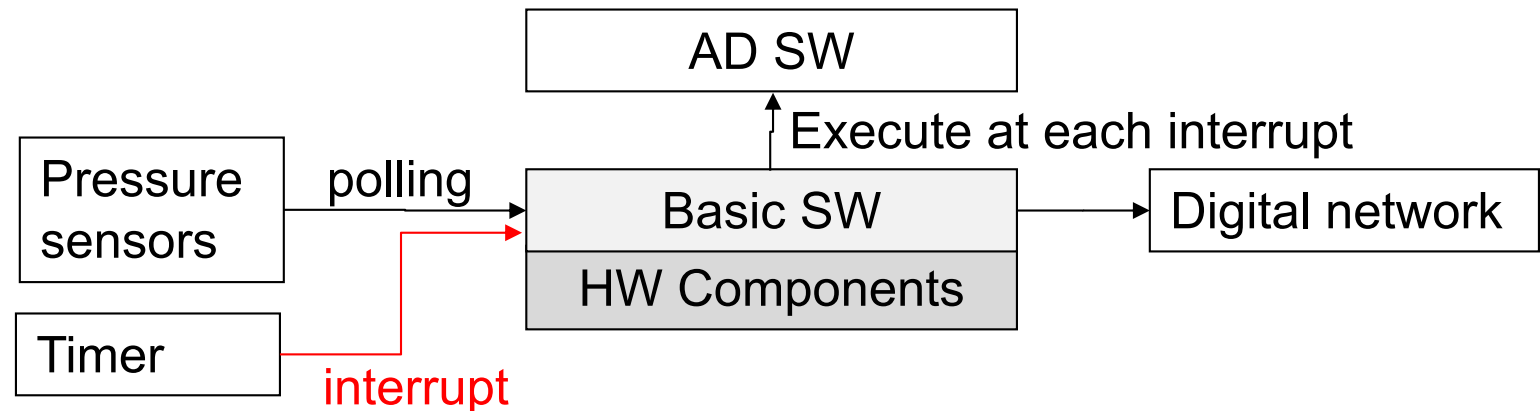 AD SW
Execute at each interrupt
Pressure
sensors
polling
Basic SW
Digital network
HW Components
Timer
interrupt